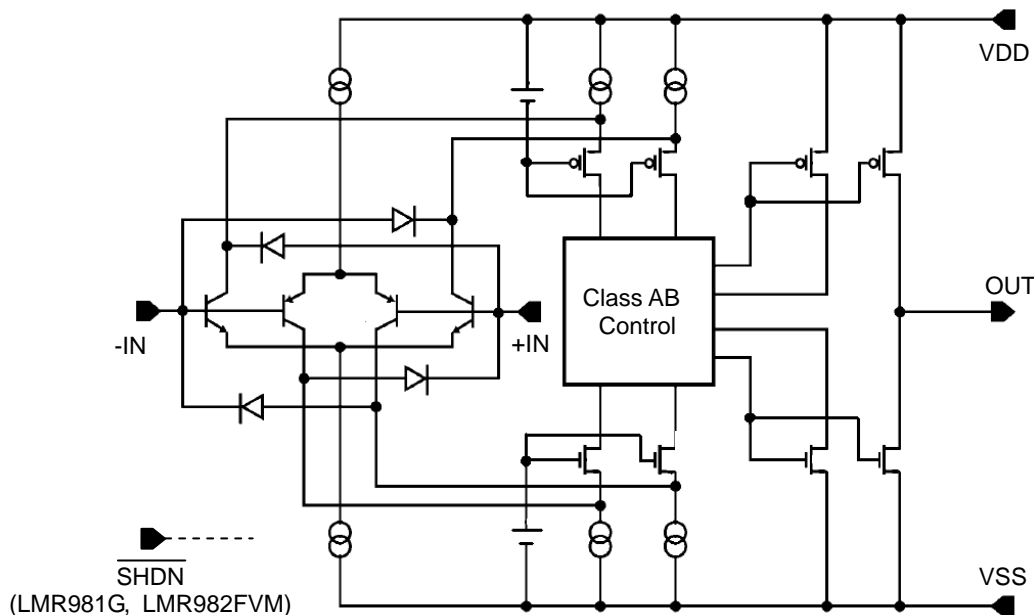 VDD
Class AB
Control
OUT
-IN
+IN
SHDN
(LMR981G, LMR982FVM)
VSS